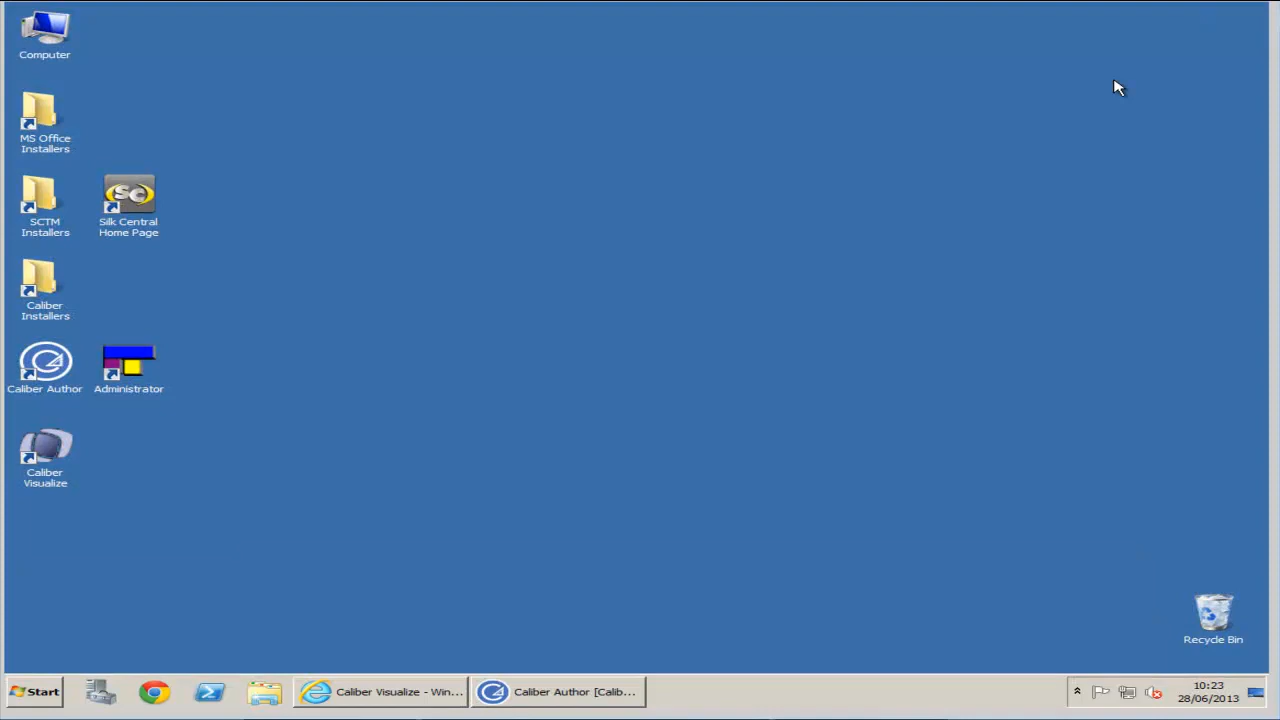 Computer
MS Office
Installers
SCTM
Installers
SC
Silk Central
Home Page
Caliber
Installers
Caliber Author
Administrator
Caliber
Visualize
Recycle Bin
Start
Caliber Visualize - Win...
Caliber Author [Calib...
10:23
28/06/2013